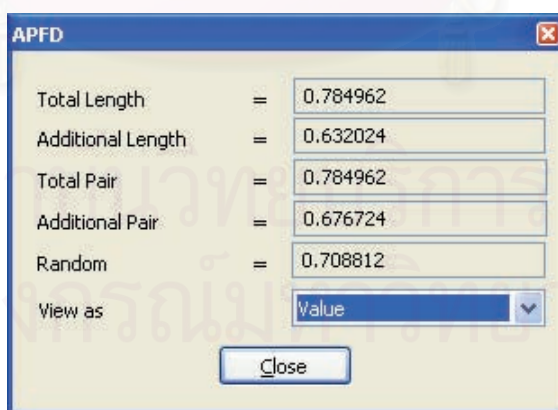 APFD
Total Length = 0.784962
Additional Length = 0.632024
Total Pair = 0.784962
Additional Pair = 0.676724
Random = 0.708812
View as Value
Close